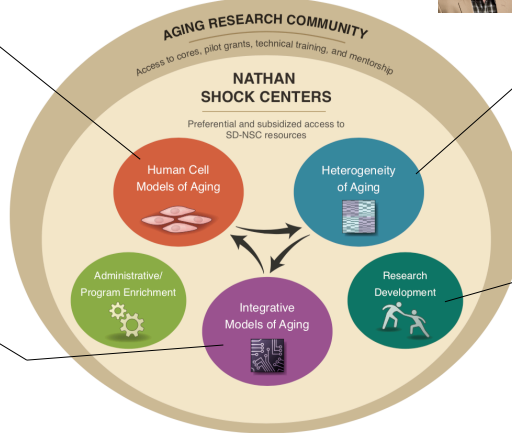 AGING RESEARCH COMMUNITY
Access to cores, pilot grants, technical training, and mentorship
NATHAN
SHOCK CENTERS
Preferential and subsidized access to
SD-NSC resources
Human Cell
Models of Aging
Heterogeneity
of Aging
Administrative/
Program Enrichment
Integrative
Models of Aging
Research
Development